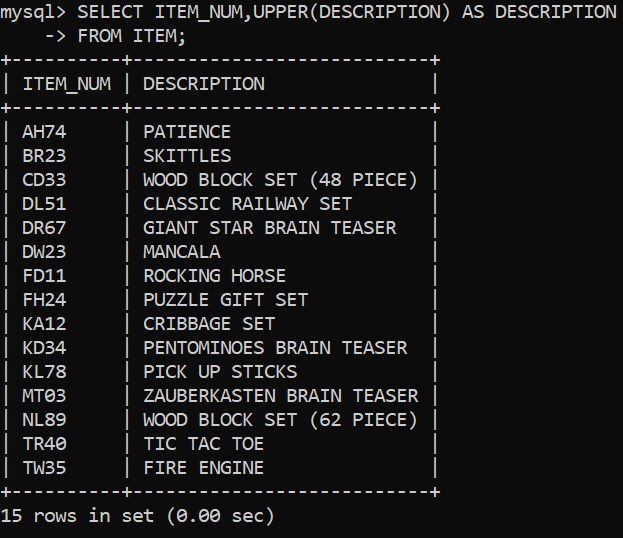 mysql> SELECT ITEM_NUM,UPPER(DESCRIPTION) AS DESCRIPTION
    -> FROM ITEM;
+----------+---------------------------+
| ITEM_NUM | DESCRIPTION               |
+----------+---------------------------+
| AH74     | PATIENCE                  |
| BR23     | SKITTLES                  |
| CD33     | WOOD BLOCK SET (48 PIECE) |
| DL51     | CLASSIC RAILWAY SET       |
| DR67     | GIANT STAR BRAIN TEASER   |
| DW23     | MANCALA                   |
| FD11     | ROCKING HORSE             |
| FH24     | PUZZLE GIFT SET           |
| KA12     | CRIBBAGE SET              |
| KD34     | PENTOMINOES BRAIN TEASER  |
| KL78     | PICK UP STICKS            |
| MT03     | ZAUBERKASTEN BRAIN TEASER |
| NL89     | WOOD BLOCK SET (62 PIECE) |
| TR40     | TIC TAC TOE               |
| TW35     | FIRE ENGINE               |
+----------+---------------------------+
15 rows in set (0.00 sec)